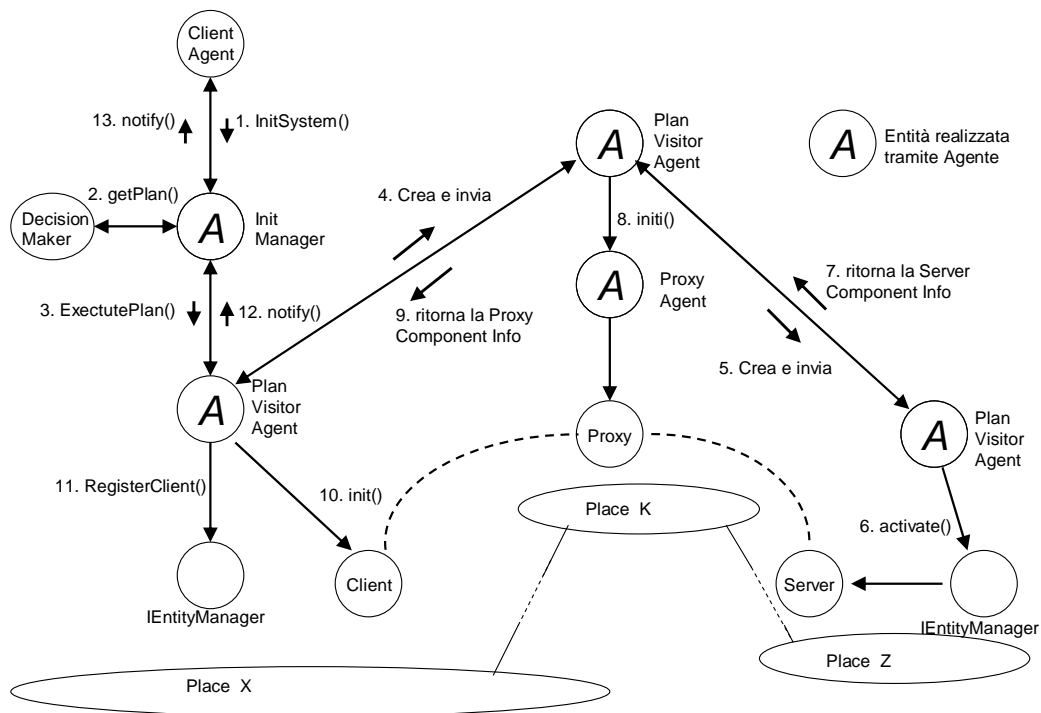 Client
Agent
13. notify()
1. InitSystem()
2. getPlan()
Decision
Maker
A
Init
Manager
3. ExectutePlan()
12. notify()
A
Plan
Visitor
Agent
11. RegisterClient()
10. init()
IEntityManager
Client
4. Crea e invia
9. ritorna la Proxy
Component Info
A
Plan
Visitor
Agent
8. initi()
A
Proxy
Agent
Proxy
A
Entità realizzata
tramite Agente
7. ritorna la Server
Component Info
5. Crea e invia
A
Plan
Visitor
Agent
6. activate()
Server
IEntityManager
Place K
Place Z
Place X